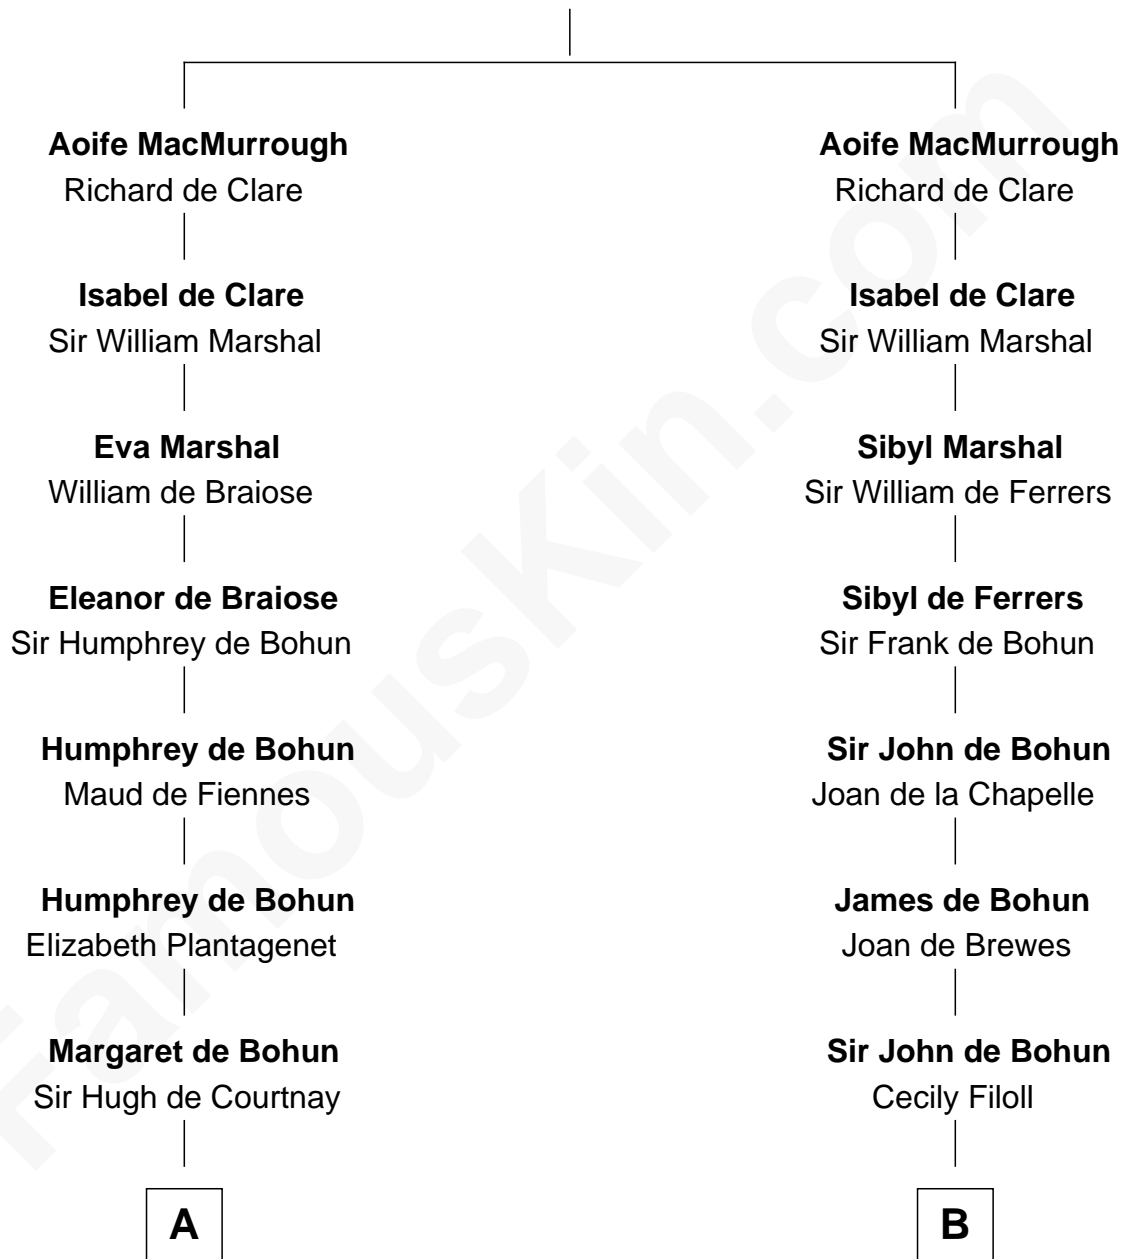 Aoife MacMurrough
Richard de Clare
Isabel de Clare
Sir William Marshal
Eva Marshal
William de Braiose
Eleanor de Braiose
Sir Humphrey de Bohun
Humphrey de Bohun
Maud de Fiennes
Humphrey de Bohun
Elizabeth Plantagenet
Margaret de Bohun
Sir Hugh de Courtnay
A
Aoife MacMurrough
Richard de Clare
Isabel de Clare
Sir William Marshal
Sibyl Marshal
Sir William de Ferrers
Sibyl de Ferrers
Sir Frank de Bohun
Sir John de Bohun
Joan de la Chapelle
James de Bohun
Joan de Brewes
Sir John de Bohun
Cecily Filoll
B
FamousKin.com